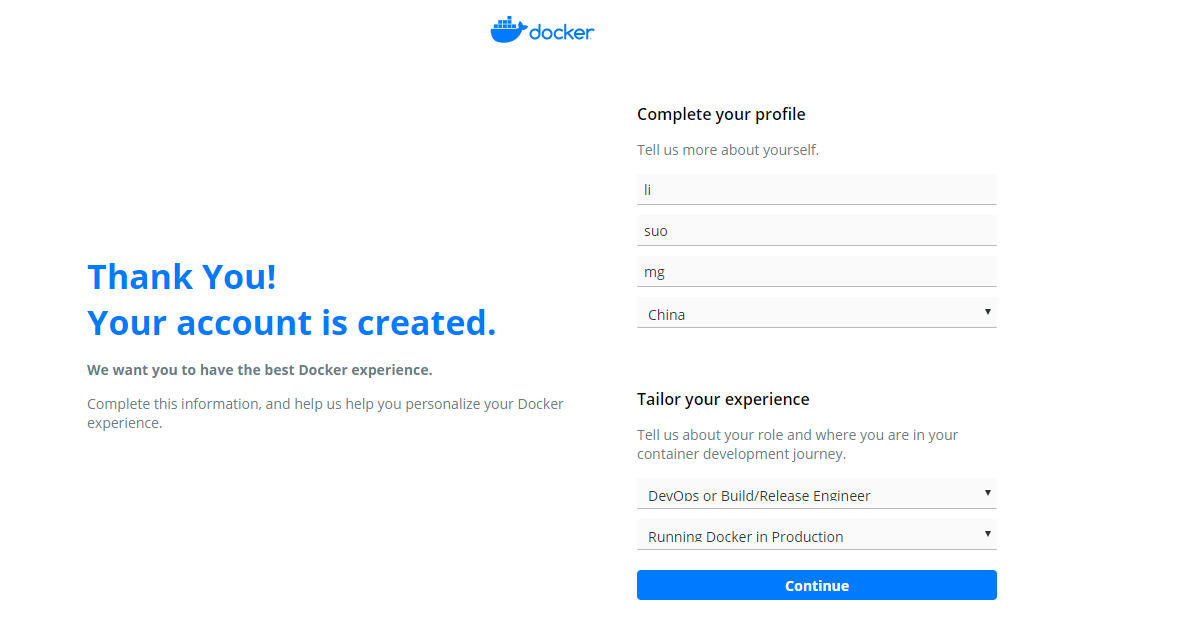 docker
Thank You!
Your account is created.
We want you to have the best Docker experience.
Complete this information, and help us help you personalize your Docker
experience.
Complete your profile
Tell us more about yourself.
li
suo
mg
China
Tailor your experience
Tell us about your role and where you are in your
container development journey.
DevOps or Build/Release Engineer
Running Docker in Production
Continue